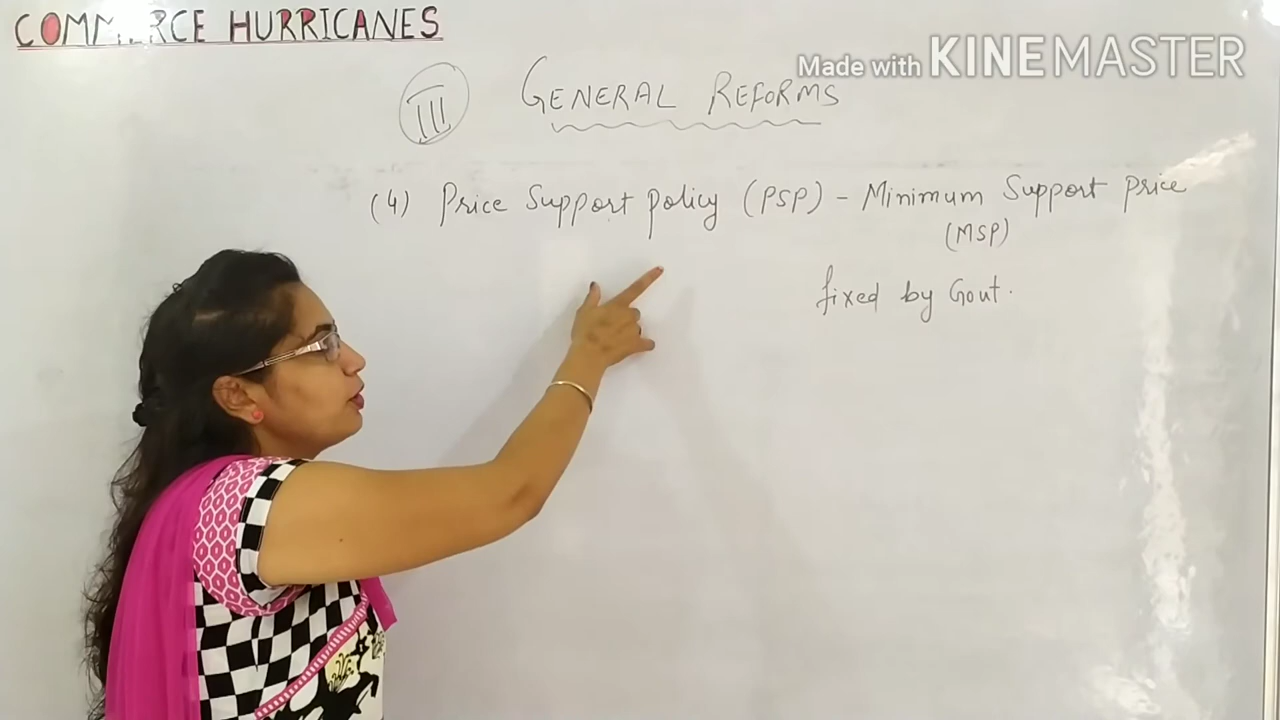 COMMERCE HURRICANES
Made with KINEMASTER
III GENERAL REFORMS
(4) Price Support Policy (PSP) - Minimum Support Price
(MSP)
fixed by Govt.